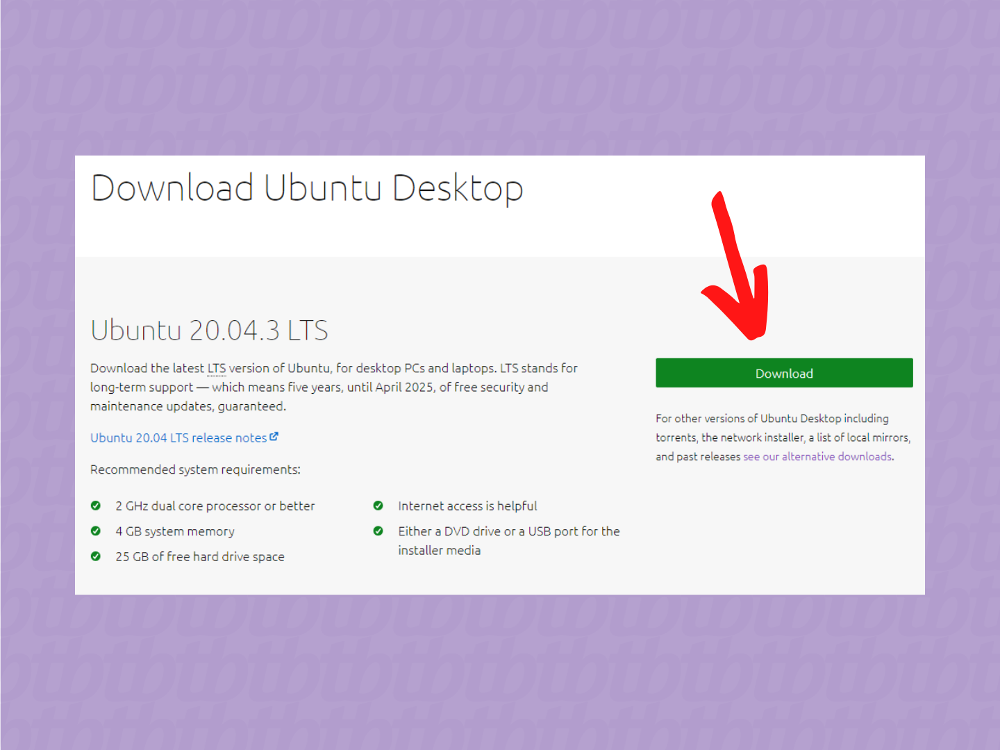 Download Ubuntu Desktop
Ubuntu 20.04.3 LTS
Download the latest LTS version of Ubuntu, for desktop PCs and laptops. LTS stands for
long-term support — which means five years, until April 2025, of free security and
maintenance updates, guaranteed.
Ubuntu 20.04 LTS release notes
Recommended system requirements:
2 GHz dual core processor or better
4 GB system memory
25 GB of free hard drive space
Internet access is helpful
Either a DVD drive or a USB port for the
installer media
Download
For other versions of Ubuntu Desktop including
torrents, the network installer, a list of local mirrors,
and past releases see our alternative downloads.